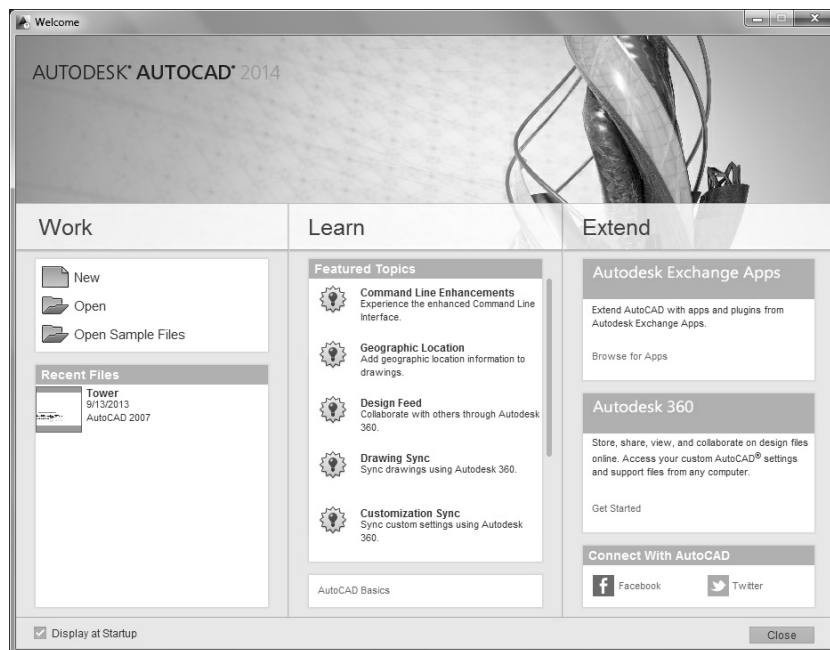 Welcome
AUTODESK® AUTOCAD® 2014
Work
New
Open
Open Sample Files
Recent Files
Tower
9/13/2013
AutoCAD 2007
Learn
Featured Topics
Command Line Enhancements
Experience the enhanced Command Line
Interface.
Geographic Location
Add geographic location information to
drawings.
Design Feed
Collaborate with others through Autodesk
360.
Drawing Sync
Sync drawings using Autodesk 360.
Customization Sync
Sync custom settings using Autodesk
360.
AutoCAD Basics
Extend
Autodesk Exchange Apps
Extend AutoCAD with apps and plugins from
Autodesk Exchange Apps.
Browse for Apps
Autodesk 360
Store, share, view, and collaborate on design files
online. Access your custom AutoCAD® settings
and support files from any computer.
Get Started
Connect With AutoCAD
Facebook
Twitter
Display at Startup
Close